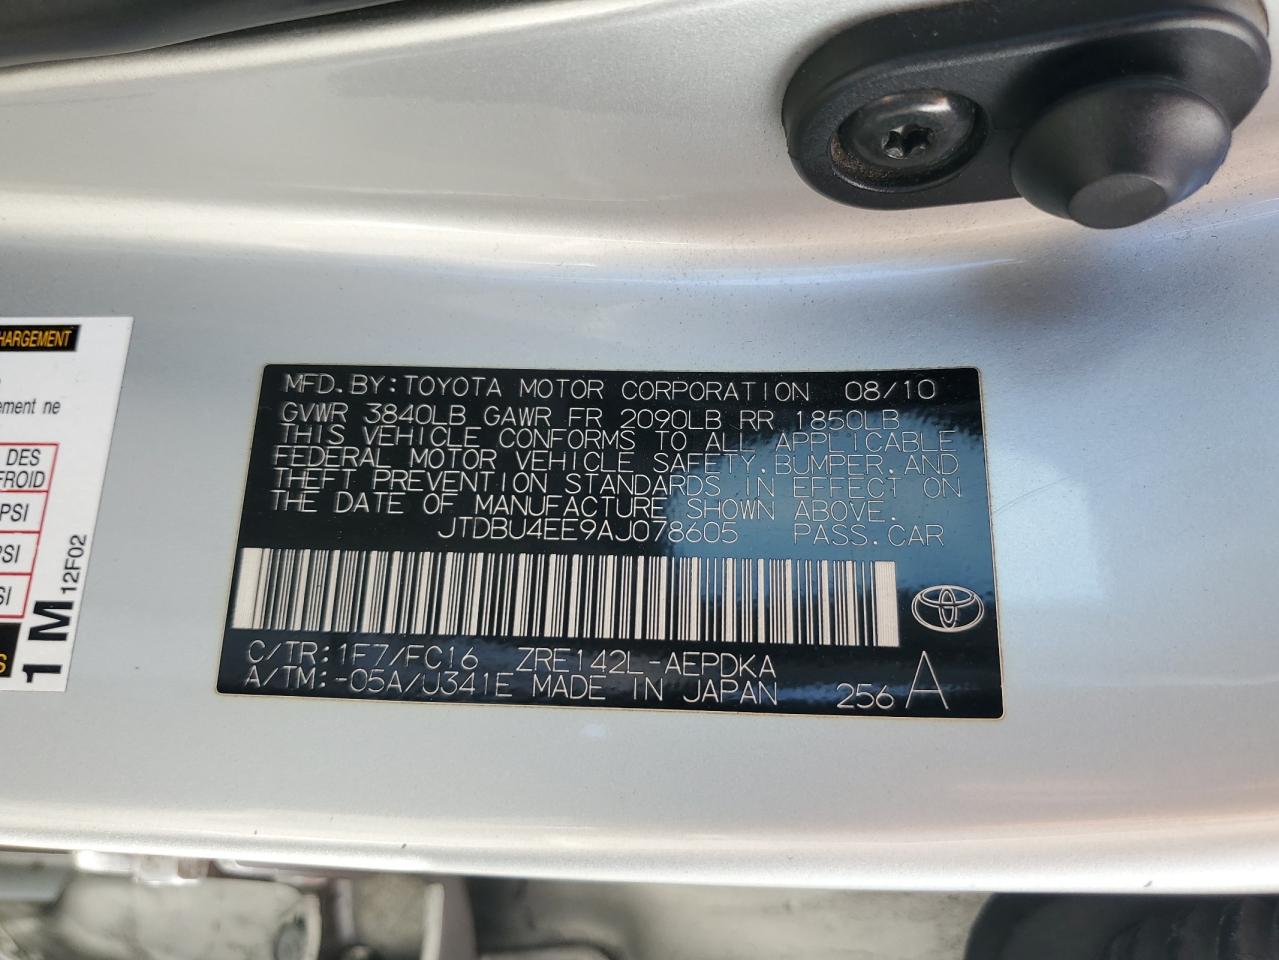 HARGEMENT
ement ne
DES
FROID
PSI
PSI
SI
1 M 12F02
S
MFD.BY:TOYOTA MOTOR CORPORATION 08/10
GVWR 3840LB GAWR FR 2090LB RR 1850LB
THIS VEHICLE CONFORMS TO ALL APPLICABLE
FEDERAL MOTOR VEHICLE SAFETY,BUMPER,AND
THEFT PREVENTION STANDARDS IN EFFECT ON
THE DATE OF MANUFACTURE SHOWN ABOVE.
JTDBU4EE9AJ078605 PASS.CAR
C/TR:1F7/FC16 ZRE142L-AEPDKA
A/TM:-05A/U341E MADE IN JAPAN 256 A